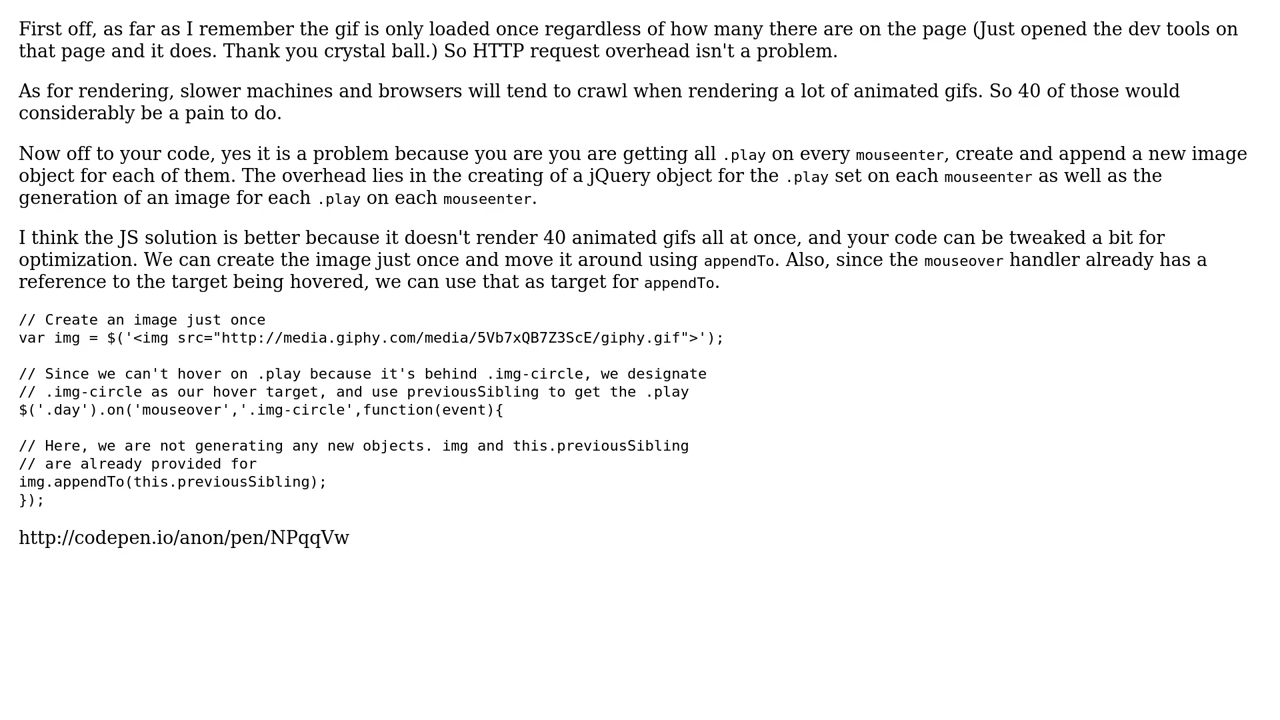 First off, as far as I remember the gif is only loaded once regardless of how many there are on the page (Just opened the dev tools on
that page and it does. Thank you crystal ball.) So HTTP request overhead isn't a problem.
As for rendering, slower machines and browsers will tend to crawl when rendering a lot of animated gifs. So 40 of those would
considerably be a pain to do.
Now off to your code, yes it is a problem because you are you are getting all .play on every mouseenter, create and append a new image
object for each of them. The overhead lies in the creating of a jQuery object for the .play set on each mouseenter as well as the
generation of an image for each .play on each mouseenter.
I think the JS solution is better because it doesn't render 40 animated gifs all at once, and your code can be tweaked a bit for
optimization. We can create the image just once and move it around using appendTo. Also, since the mouseover handler already has a
reference to the target being hovered, we can use that as target for appendTo.
// Create an image just once
var img = $('<img src="http://media.giphy.com/media/5Vb7xQB7Z3ScE/giphy.gif">');
// Since we can't hover on .play because it's behind .img-circle, we designate
// .img-circle as our hover target, and use previousSibling to get the .play
$('.day').on('mouseover','.img-circle',function(event){
// Here, we are not generating any new objects. img and this.previousSibling
// are already provided for
img.appendTo(this.previousSibling);
});
http://codepen.io/anon/pen/NPqqVw